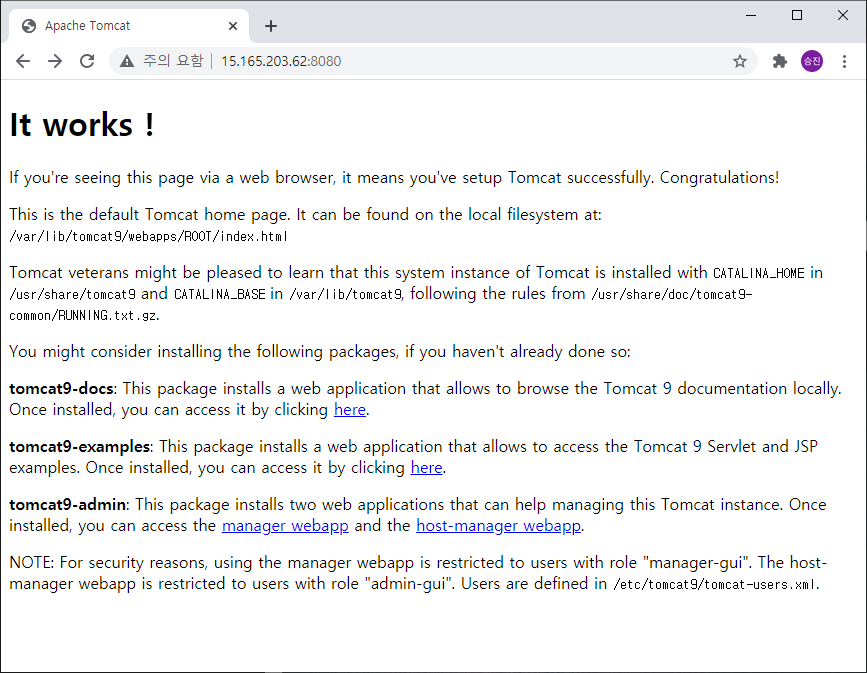 Apache Tomcat
주의 요함 | 15.165.203.62:8080
승진
It works !
If you're seeing this page via a web browser, it means you've setup Tomcat successfully. Congratulations!
This is the default Tomcat home page. It can be found on the local filesystem at:
/var/lib/tomcat9/webapps/ROOT/index.html
Tomcat veterans might be pleased to learn that this system instance of Tomcat is installed with CATALINA_HOME in
/usr/share/tomcat9 and CATALINA_BASE in /var/lib/tomcat9, following the rules from /usr/share/doc/tomcat9-
common/RUNNING.txt.gz.
You might consider installing the following packages, if you haven't already done so:
tomcat9-docs: This package installs a web application that allows to browse the Tomcat 9 documentation locally.
Once installed, you can access it by clicking here.
tomcat9-examples: This package installs a web application that allows to access the Tomcat 9 Servlet and JSP
examples. Once installed, you can access it by clicking here.
tomcat9-admin: This package installs two web applications that can help managing this Tomcat instance. Once
installed, you can access the manager webapp and the host-manager webapp.
NOTE: For security reasons, using the manager webapp is restricted to users with role "manager-gui". The host-
manager webapp is restricted to users with role "admin-gui". Users are defined in /etc/tomcat9/tomcat-users.xml.